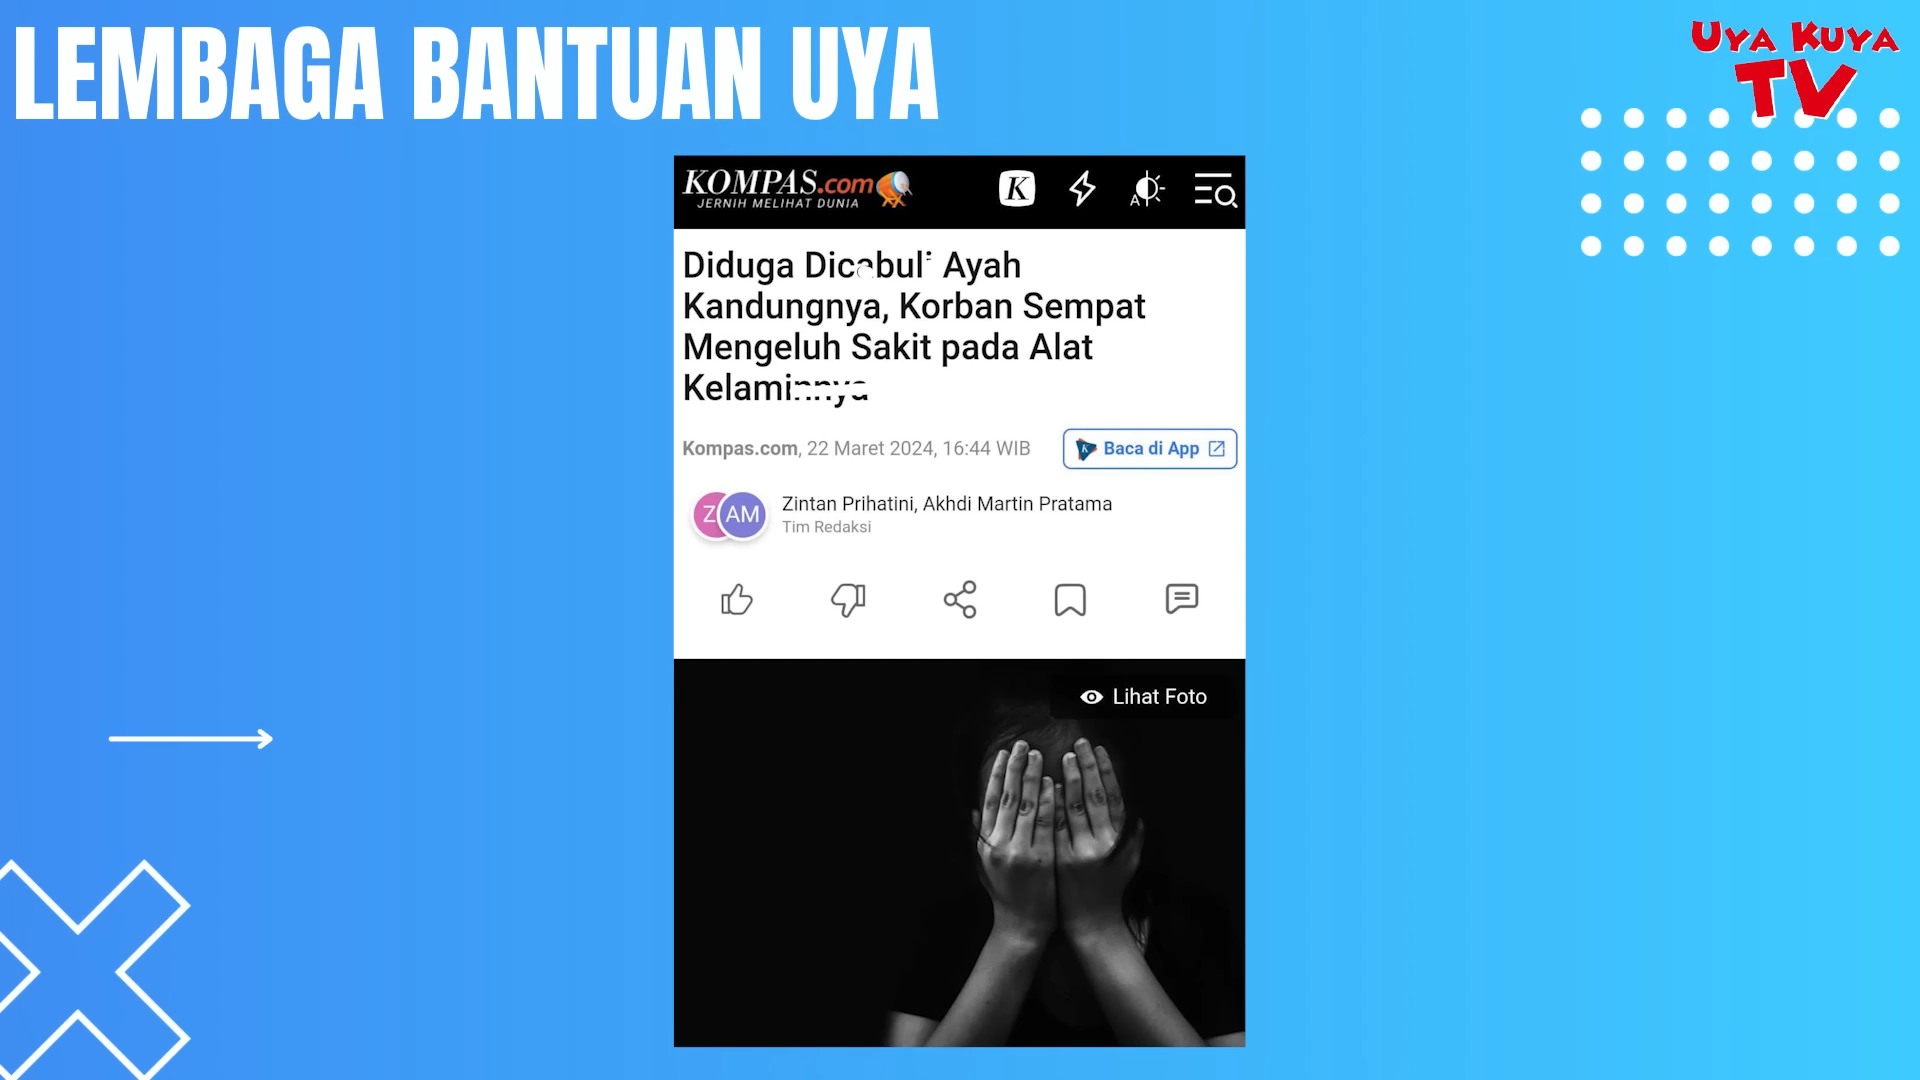 LEMBAGA BANTUAN UYA
UYA KUYA
TV
KOMPAS.com
JERNIH MELIHAT DUNIA
K
A
Diduga Dicabuli Ayah
Kandungnya, Korban Sempat
Mengeluh Sakit pada Alat
Kelaminnya
Kompas.com, 22 Maret 2024, 16:44 WIB
K Baca di App
Z AM
Zintan Prihatini, Akhdi Martin Pratama
Tim Redaksi
Lihat Foto